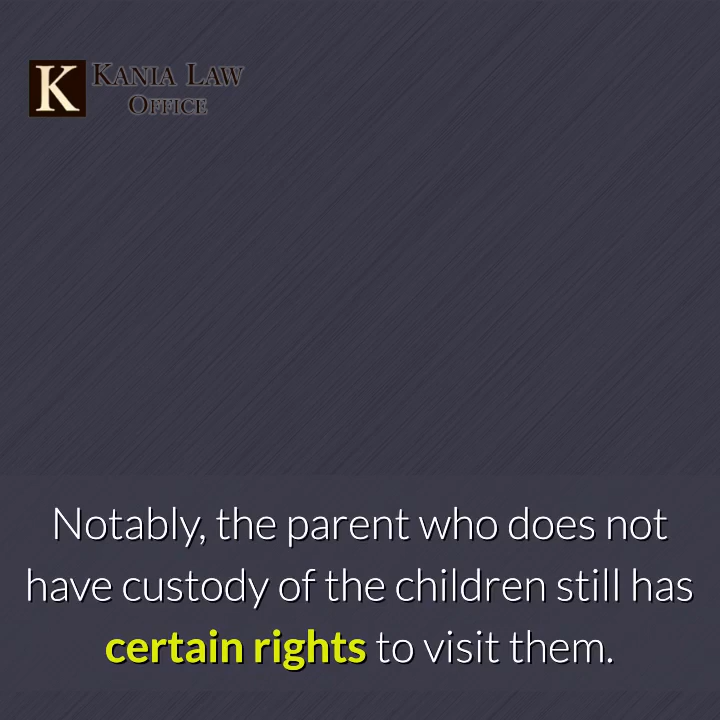 K
KANIA LAW
OFFICE
Notably, the parent who does not
have custody of the children still has
certain rights to visit them.